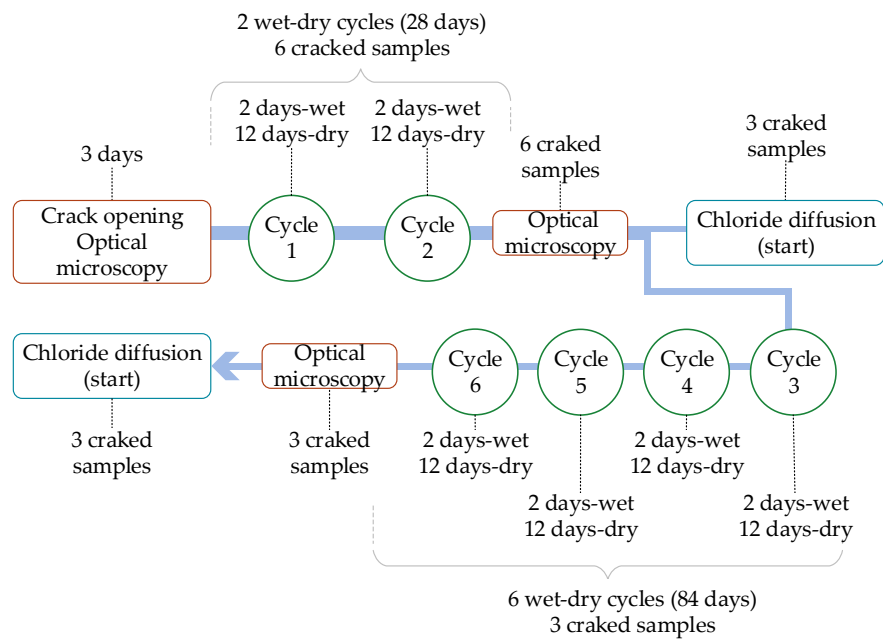 2 wet-dry cycles (28 days)
6 cracked samples
2 days-wet
12 days-dry
2 days-wet
12 days-dry
3 days
6 craked
samples
3 craked
samples
Crack opening
Optical
microscopy
Cycle
1
Cycle
2
Optical
microscopy
Chloride diffusion
(start)
Chloride diffusion
(start)
Optical
microscopy
Cycle
6
Cycle
5
Cycle
4
Cycle
3
3 craked
samples
3 craked
samples
2 days-wet
12 days-dry
2 days-wet
12 days-dry
2 days-wet
12 days-dry
2 days-wet
12 days-dry
6 wet-dry cycles (84 days)
3 craked samples